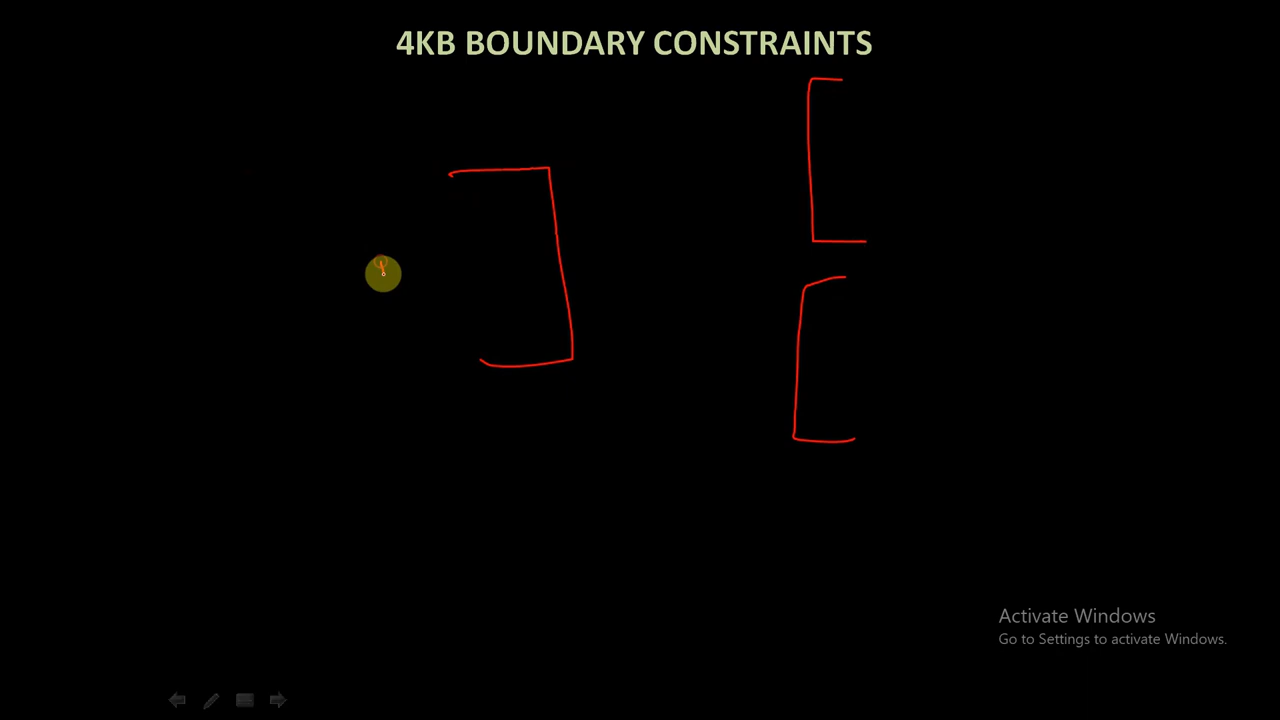 4KB BOUNDARY CONSTRAINTS
Activate Windows
Go to Settings to activate Windows.